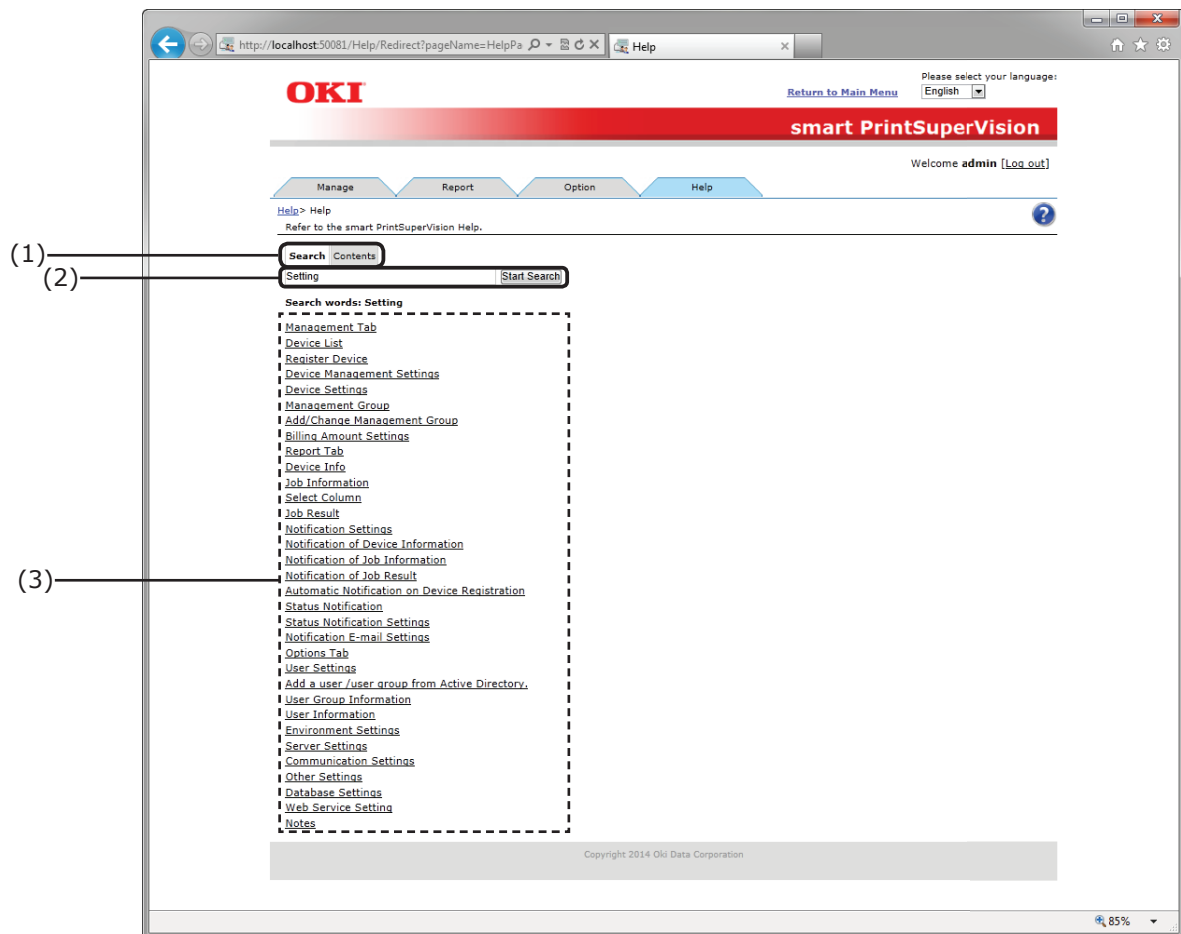 http://localhost:50081/Help/Redirect?pageName=HelpPa
Help
OKI
Return to Main Menu
Please select your language:
English
smart PrintSuperVision
Welcome admin [Log out]
Manage
Report
Option
Help
Help> Help
Refer to the smart PrintSuperVision Help.
(1)
Search Contents
(2)
Setting
Start Search
Search words: Setting
Management Tab
Device List
Register Device
Device Management Settings
Device Settings
Management Group
Add/Change Management Group
Billing Amount Settings
Report Tab
Device Info
Job Information
Select Column
Job Result
Notification Settings
Notification of Device Information
Notification of Job Information
(3)
Notification of Job Result
Automatic Notification on Device Registration
Status Notification
Status Notification Settings
Notification E-mail Settings
Options Tab
User Settings
Add a user /user group from Active Directory.
User Group Information
User Information
Environment Settings
Server Settings
Communication Settings
Other Settings
Database Settings
Web Service Setting
Notes
Copyright 2014 Oki Data Corporation
85%